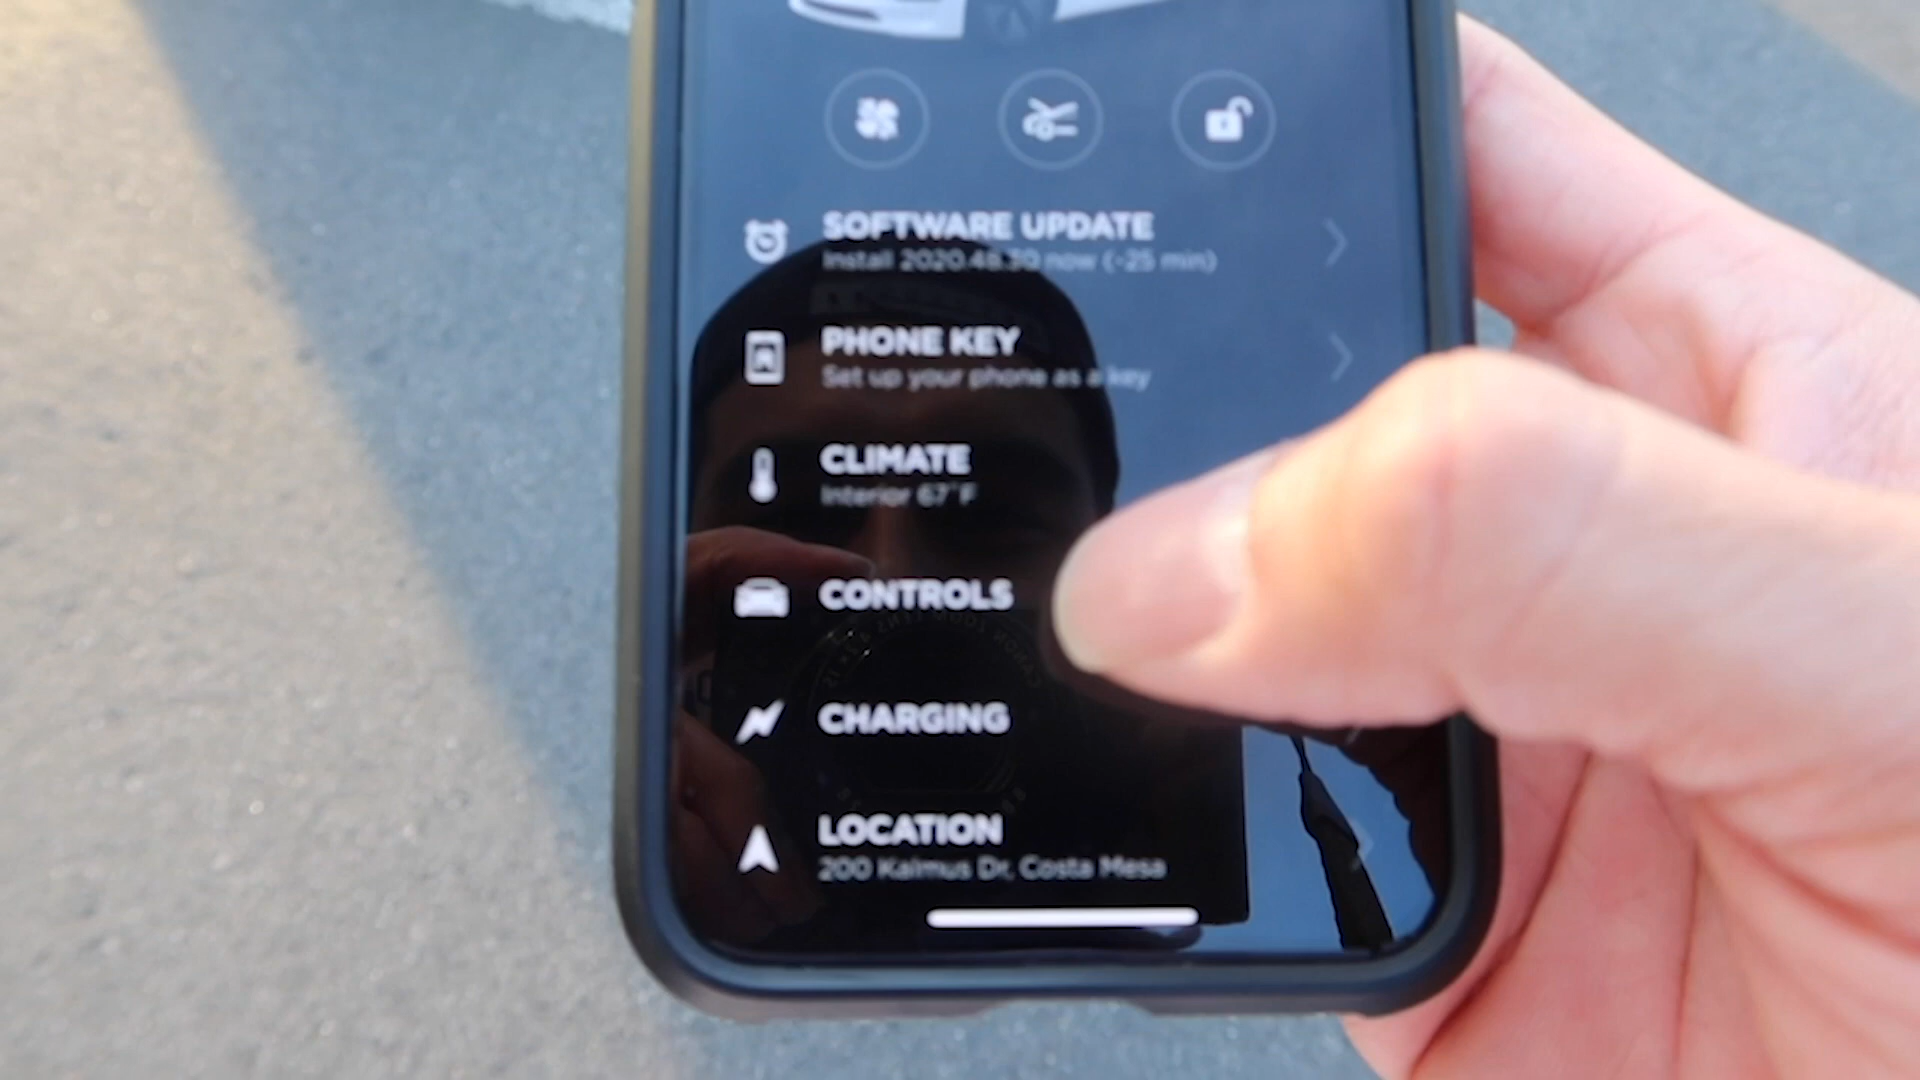 SOFTWARE UPDATE
Install 2020.48.30 now (~25 min)
PHONE KEY
Set up your phone as a key
CLIMATE
Interior 67°F
CONTROLS
CHARGING
LOCATION
200 Kalmus Dr, Costa Mesa